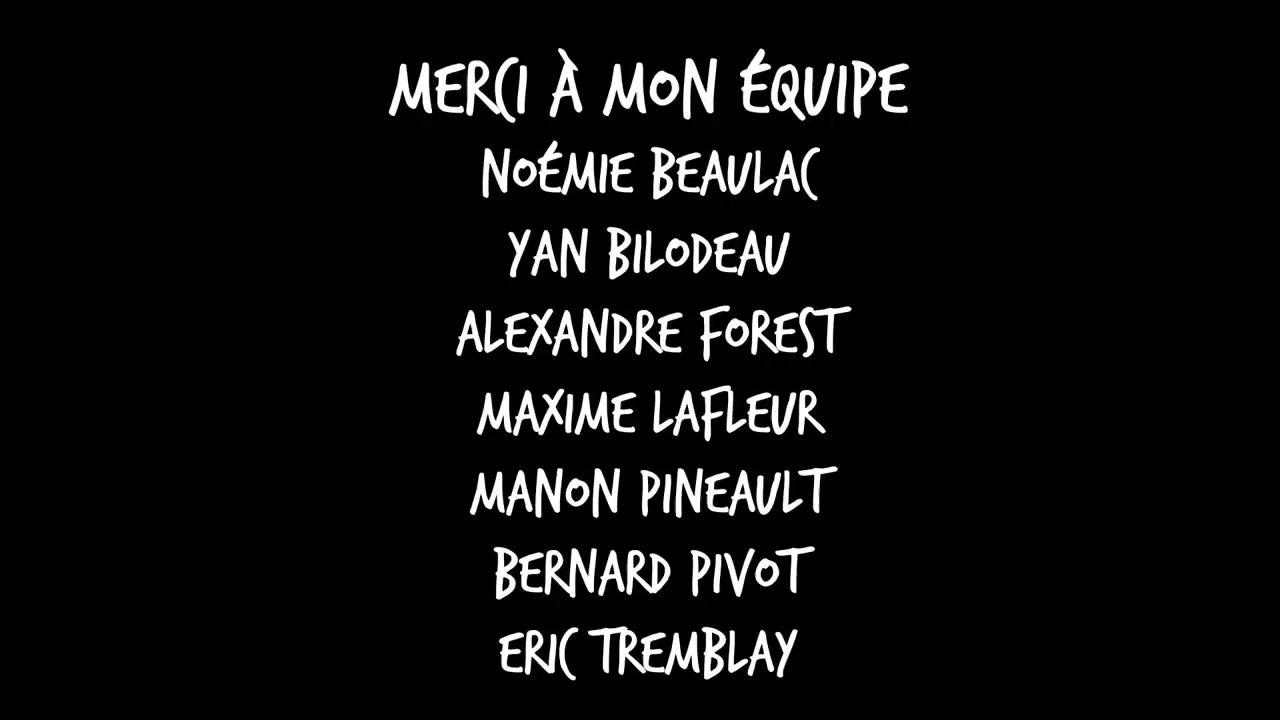 MERCI À MON ÉQUIPE
NOÉMIE BEAULAC
YAN BILODEAU
ALEXANDRE FOREST
MAXIME LAFLEUR
MANON PINEAULT
BERNARD PIVOT
ERIC TREMBLAY